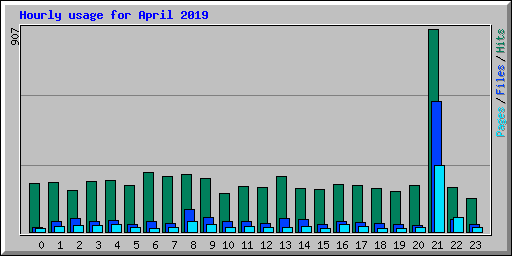 Hourly usage for April 2019
907
Pages / Files / Hits
0 1 2 3 4 5 6 7 8 9 10 11 12 13 14 15 16 17 18 19 20 21 22 23